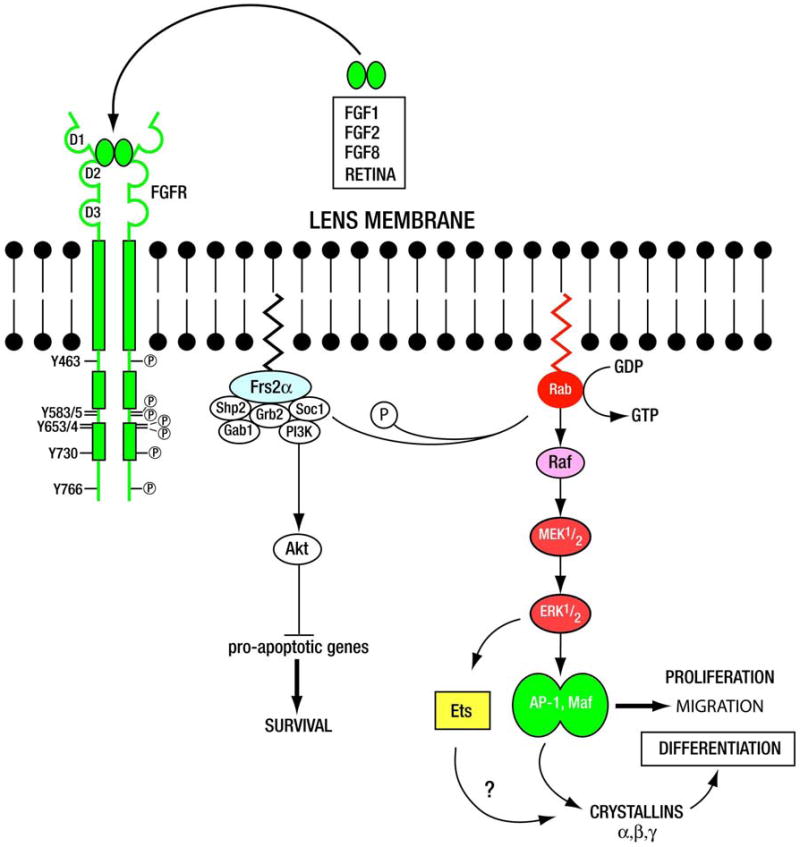 FGF1
FGF2
FGF8
RETINA
D1
D2
FGFR
D3
LENS MEMBRANE
Y463
P
Frs2α
Rab
GDP
Shp2
Grb2
Soc1
P
GTP
Y583/5
P
P
P
Y653/4
P
P
Gab1
PI3K
Y730
P
Raf
Y766
P
MEK1/2
Akt
ERK1/2
pro-apoptotic genes
PROLIFERATION
AP-1, Maf
MIGRATION
Ets
SURVIVAL
DIFFERENTIATION
?
CRYSTALLINS
α,β,γ